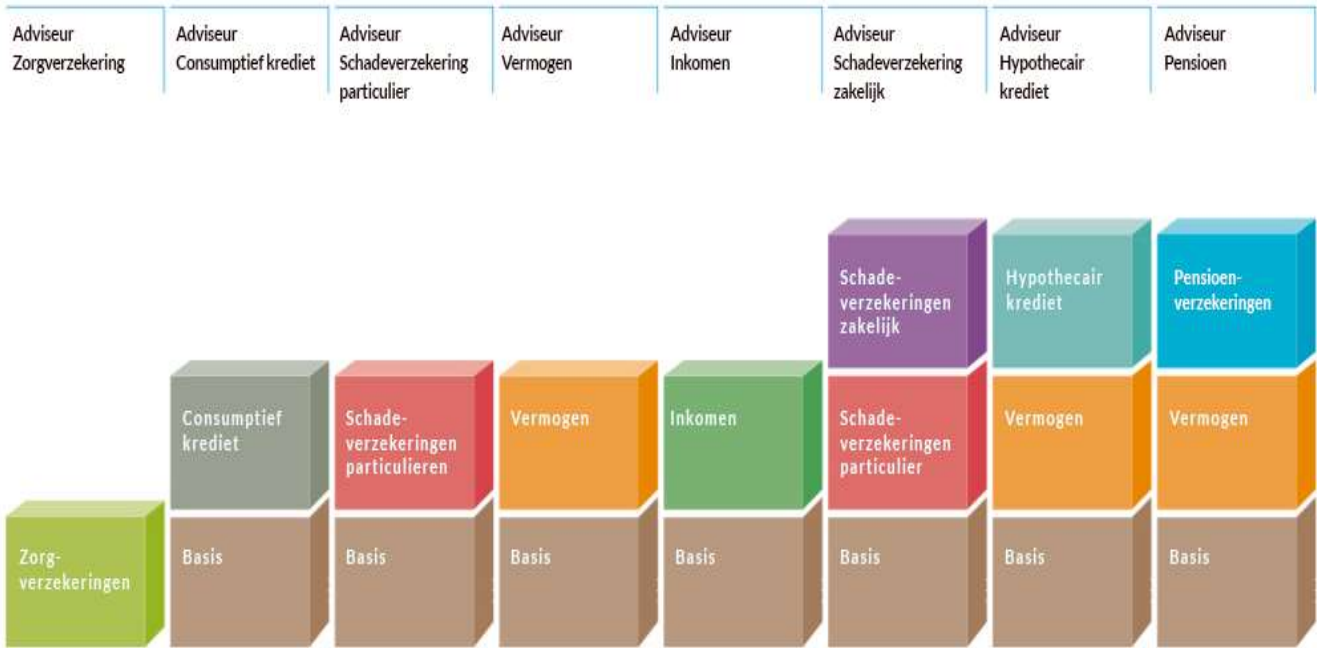 Adviseur
Zorgverzekering
Adviseur
Consumptief krediet
Adviseur
Schadeverzekering
particulier
Adviseur
Vermogen
Adviseur
Inkomen
Adviseur
Schadeverzekering
zakelijk
Adviseur
Hypothecair
krediet
Adviseur
Pensioen
Schade-
verzekeringen
zakelijk
Hypothecair
krediet
Pensioen-
verzekeringen
Consumptief
krediet
Schade-
verzekeringen
particulieren
Vermogen
Inkomen
Schade-
verzekeringen
particulier
Vermogen
Vermogen
Zorg-
verzekeringen
Basis
Basis
Basis
Basis
Basis
Basis
Basis